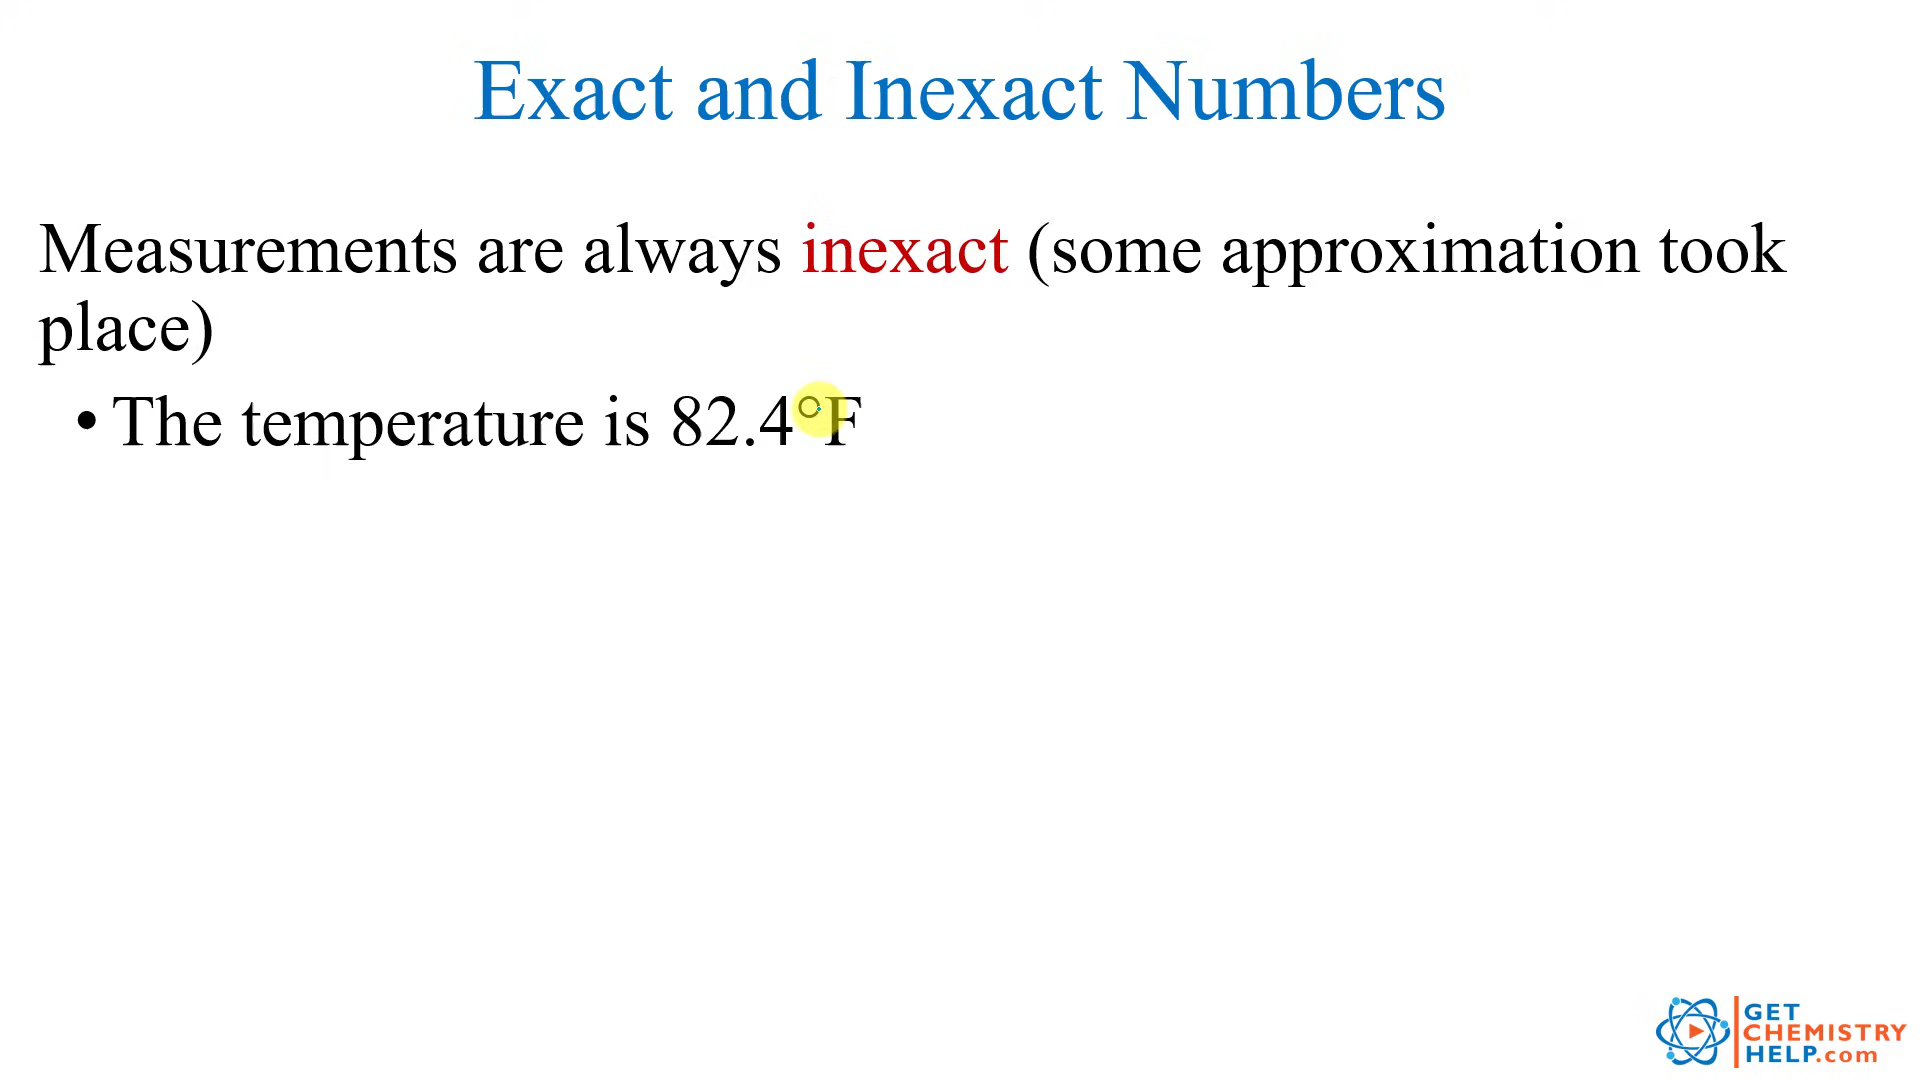 Exact and Inexact Numbers
Measurements are always inexact (some approximation took
place)
• The temperature is 82.4°F
GET
CHEMISTRY
HELP.com